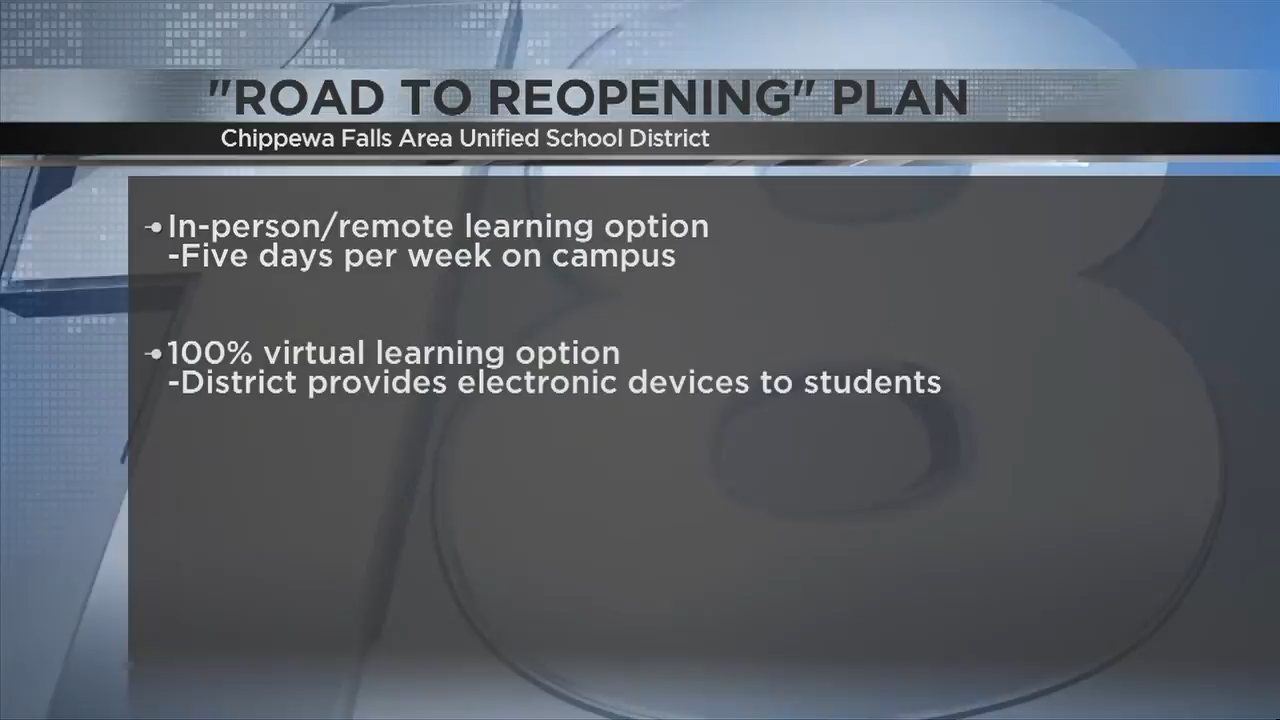 "ROAD TO REOPENING" PLAN
Chippewa Falls Area Unified School District
In-person/remote learning option
-Five days per week on campus
100% virtual learning option
-District provides electronic devices to students